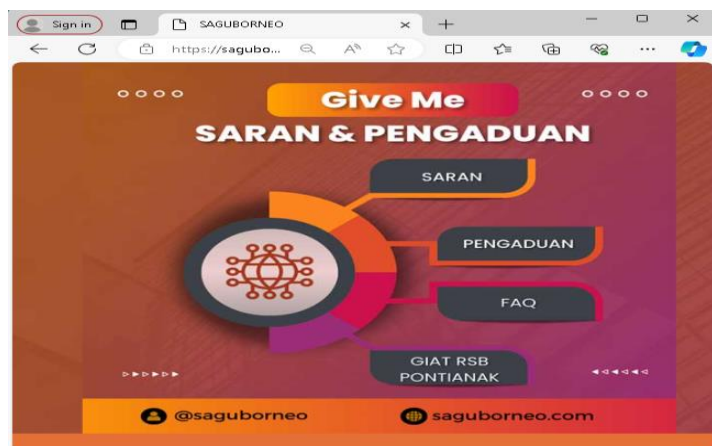 Sign in
SAGUBORNEO
https://sagubo...
Give Me
SARAN & PENGADUAN
SARAN
PENGADUAN
FAQ
GIAT RSB
PONTIANAK
@saguborneo
saguborneo.com